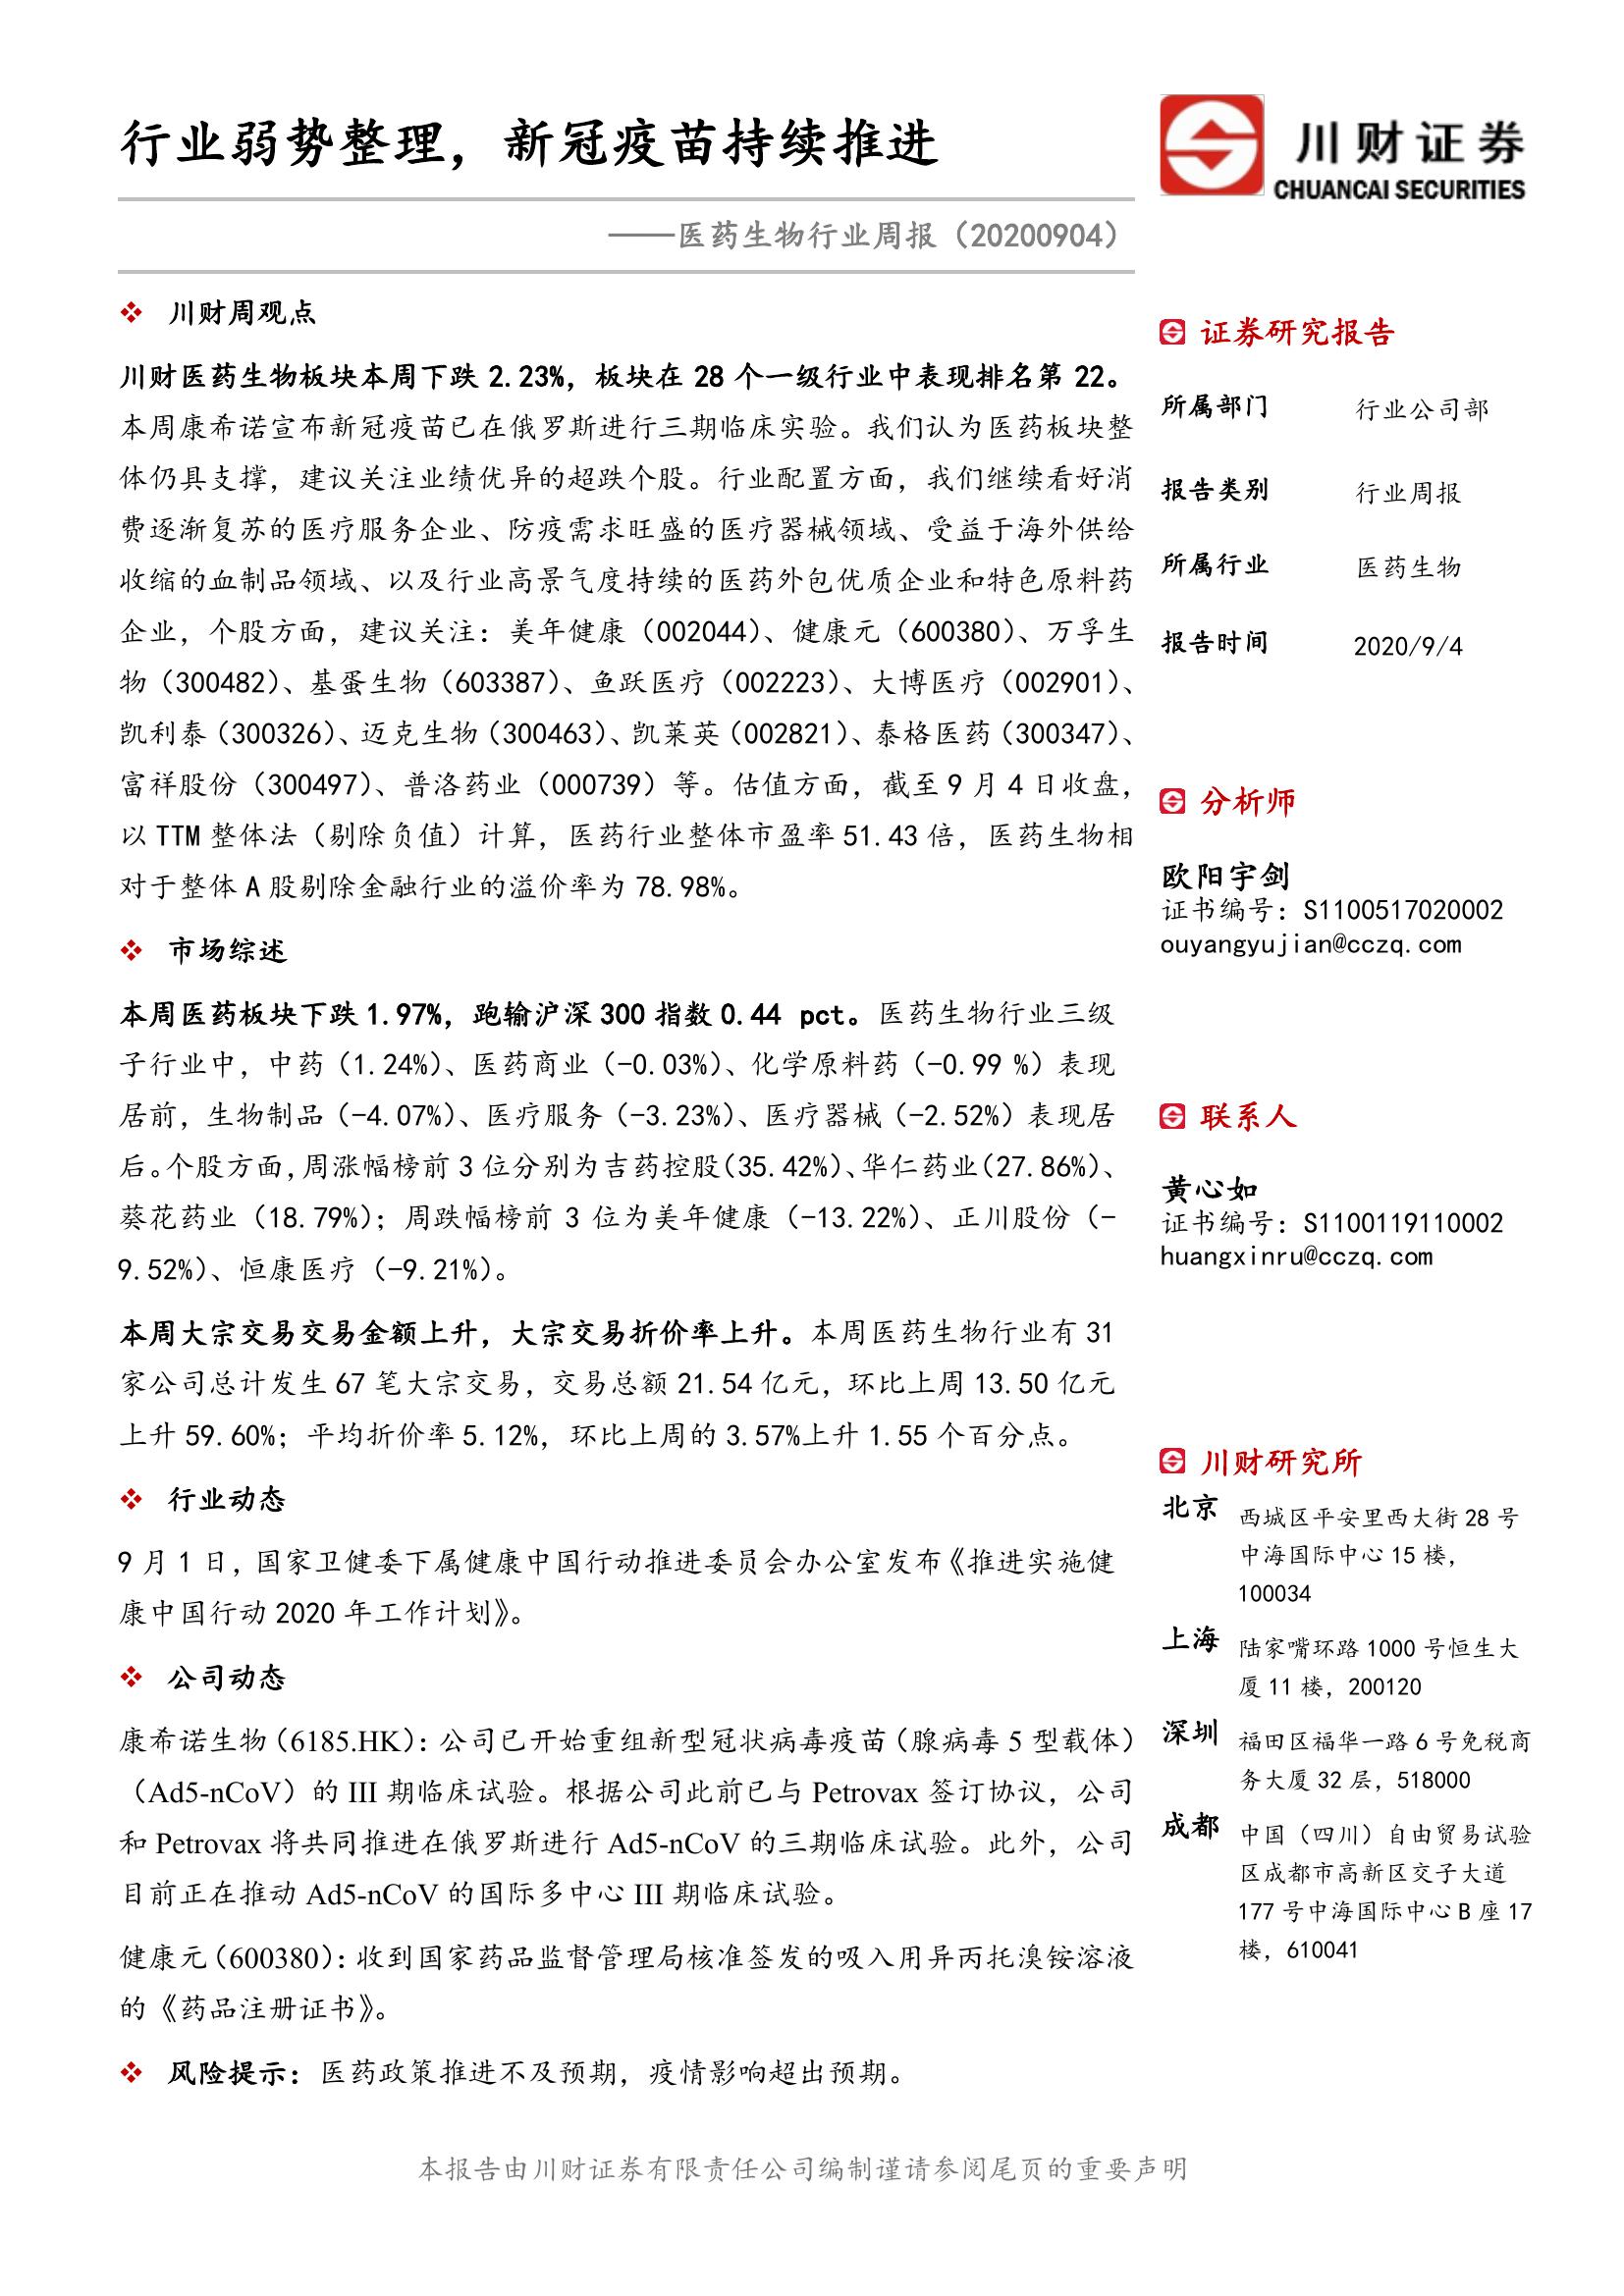 行业弱势整理，新冠疫苗持续推进
川财证券
CHUANCAI SECURITIES
——医药生物行业周报（20200904）
❖ 川财周观点
川财医药生物板块本周下跌 2.23%，板块在 28 个一级行业中表现排名第 22。
本周康希诺宣布新冠疫苗已在俄罗斯进行三期临床实验。我们认为医药板块整
体仍具支撑，建议关注业绩优异的超跌个股。行业配置方面，我们继续看好消
费逐渐复苏的医疗服务企业、防疫需求旺盛的医疗器械领域、受益于海外供给
收缩的血制品领域、以及行业高景气度持续的医药外包优质企业和特色原料药
企业，个股方面，建议关注：美年健康（002044）、健康元（600380）、万孚生
物（300482）、基蛋生物（603387）、鱼跃医疗（002223）、大博医疗（002901）、
凯利泰（300326）、迈克生物（300463）、凯莱英（002821）、泰格医药（300347）、
富祥股份（300497）、普洛药业（000739）等。估值方面，截至 9 月 4 日收盘，
以 TTM 整体法（剔除负值）计算，医药行业整体市盈率 51.43 倍，医药生物相
对于整体 A 股剔除金融行业的溢价率为 78.98%。
❖ 市场综述
本周医药板块下跌 1.97%，跑输沪深 300 指数 0.44 pct。医药生物行业三级
子行业中，中药（1.24%）、医药商业（-0.03%）、化学原料药（-0.99 %）表现
居前，生物制品（-4.07%）、医疗服务（-3.23%）、医疗器械（-2.52%）表现居
后。个股方面，周涨幅榜前 3 位分别为吉药控股（35.42%）、华仁药业（27.86%）、
葵花药业（18.79%）；周跌幅榜前 3 位为美年健康（-13.22%）、正川股份（-
9.52%）、恒康医疗（-9.21%）。
本周大宗交易交易金额上升，大宗交易折价率上升。本周医药生物行业有 31
家公司总计发生 67 笔大宗交易，交易总额 21.54 亿元，环比上周 13.50 亿元
上升 59.60%；平均折价率 5.12%，环比上周的 3.57%上升 1.55 个百分点。
❖ 行业动态
9 月 1 日，国家卫健委下属健康中国行动推进委员会办公室发布《推进实施健
康中国行动 2020 年工作计划》。
❖ 公司动态
康希诺生物（6185.HK）：公司已开始重组新型冠状病毒疫苗（腺病毒 5 型载体）
（Ad5-nCoV）的 III 期临床试验。根据公司此前已与 Petrovax 签订协议，公司
和 Petrovax 将共同推进在俄罗斯进行 Ad5-nCoV 的三期临床试验。此外，公司
目前正在推动 Ad5-nCoV 的国际多中心 III 期临床试验。
健康元（600380）：收到国家药品监督管理局核准签发的吸入用异丙托溴铵溶液
的《药品注册证书》。
❖ 风险提示：医药政策推进不及预期，疫情影响超出预期。
证券研究报告
所属部门 行业公司部
报告类别 行业周报
所属行业 医药生物
报告时间 2020/9/4
分析师
欧阳宇剑
证书编号：S1100517020002
ouyangyujian@cczq.com
联系人
黄心如
证书编号：S1100119110002
huangxinru@cczq.com
川财研究所
北京 西城区平安里西大街 28 号
中海国际中心 15 楼，
100034
上海 陆家嘴环路 1000 号恒生大
厦 11 楼，200120
深圳 福田区福华一路 6 号免税商
务大厦 32 层，518000
成都 中国（四川）自由贸易试验
区成都市高新区交子大道
177 号中海国际中心 B 座 17
楼，610041
本报告由川财证券有限责任公司编制谨请参阅尾页的重要声明